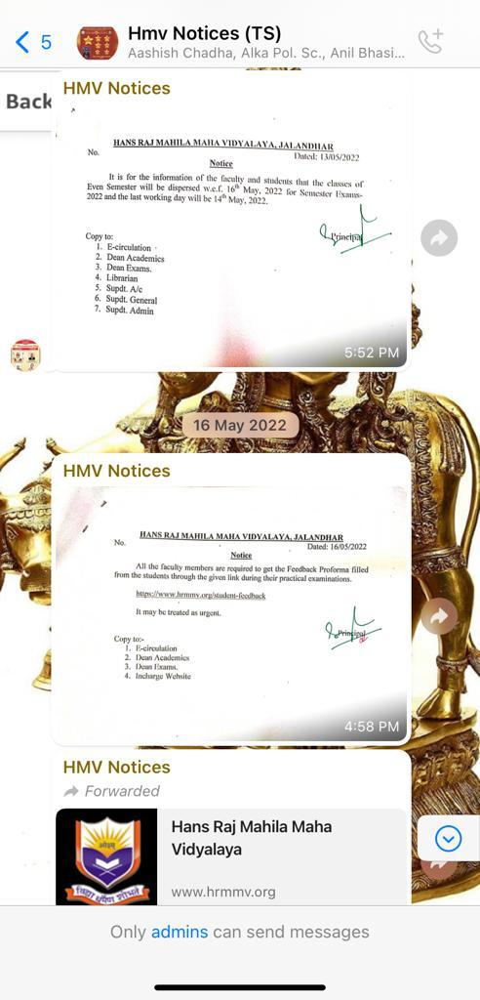 5
Hmv Notices (TS)
Aashish Chadha, Alka Pol. Sc., Anil Bhasi...
Back
HMV Notices
HANS RAJ MAHILA MAHA VIDYALAYA, JALANDHAR
No.
Dated: 13/05/2022
Notice
It is for the information of the faculty and students that the classes of
Even Semester will be dispersed w.e.f. 16th May, 2022 for Semester Exams-
2022 and the last working day will be 14th May, 2022.
Principal
Copy to:
1. E-circulation
2. Dean Academics
3. Dean Exams.
4. Librarian
5. Supdt. A/c
6. Supdt. General
7. Supdt. Admin
5:52 PM
16 May 2022
HMV Notices
HANS RAJ MAHILA MAHA VIDYALAYA, JALANDHAR
No.
Dated: 16/05/2022
Notice
All the faculty members are required to get the Feedback Proforma filled
from the students through the given link during their practical examinations.
https://www.hrmmv.org/student-feedback
It may be treated as urgent.
Principal
Copy to:-
1. E-circulation
2. Dean Academics
3. Dean Exams.
4. Incharge Website
4:58 PM
HMV Notices
Forwarded
Hans Raj Mahila Maha
Vidyalaya
www.hrmmv.org
ओ३म्
Only admins can send messages